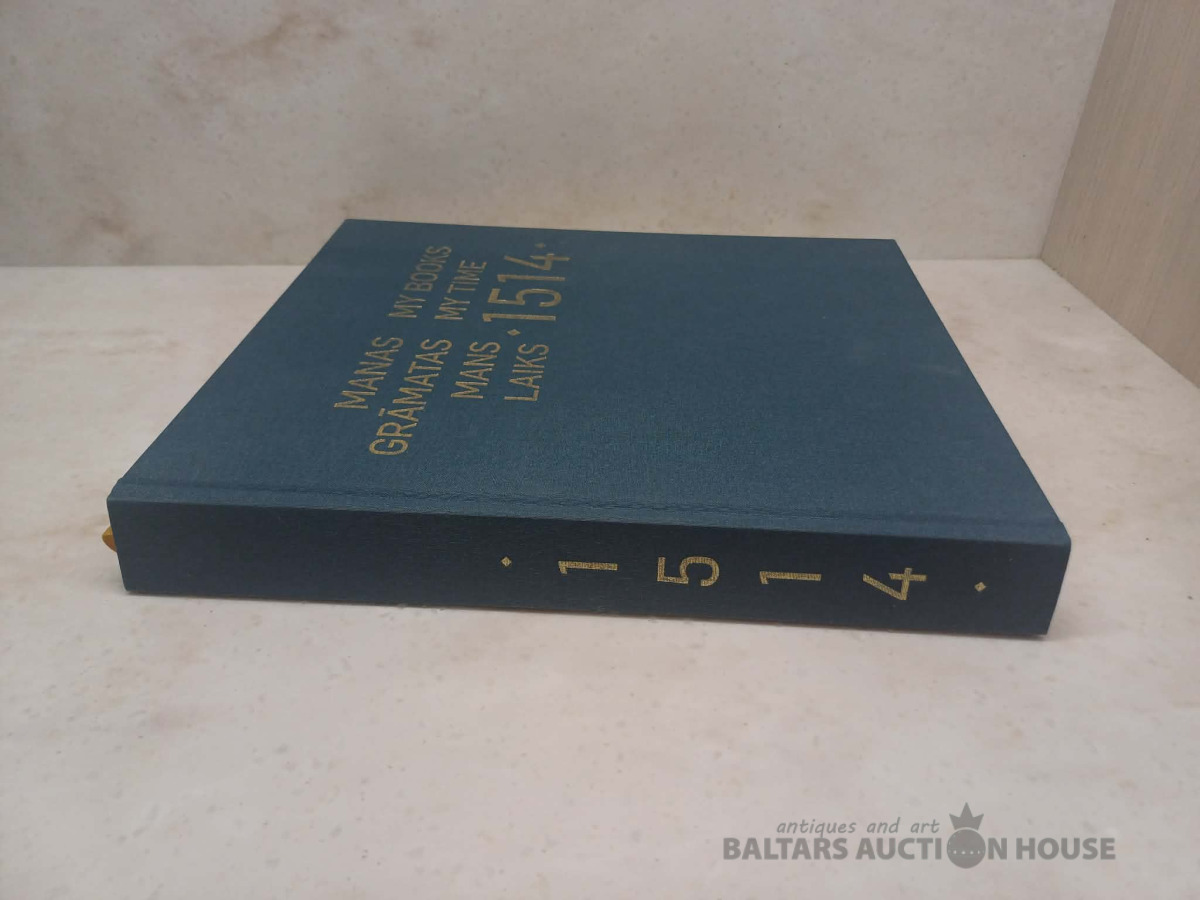 MANAS MY BOOKS
GRĀMATAS MY TIME
MANS ⬥ 1514 ⬥
LAIKS
⬥ 1 5 1 4 ⬥
antiques and art
BALTARS AUCTION HOUSE